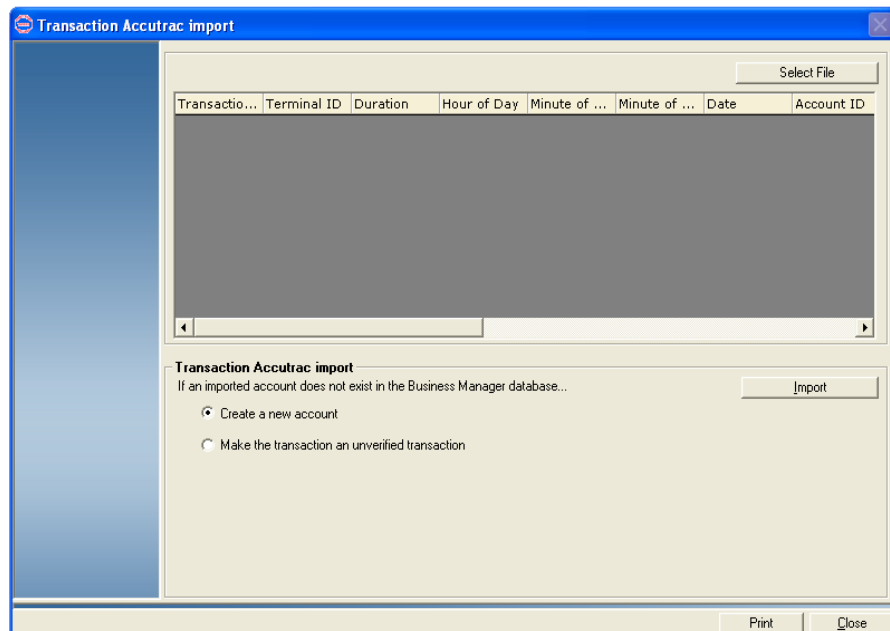 Transaction Accutrac import
Select File
Transactio... Terminal ID Duration Hour of Day Minute of ... Minute of ... Date Account ID
Transaction Accutrac import
If an imported account does not exist in the Business Manager database...
Import
Create a new account
Make the transaction an unverified transaction
Print Close